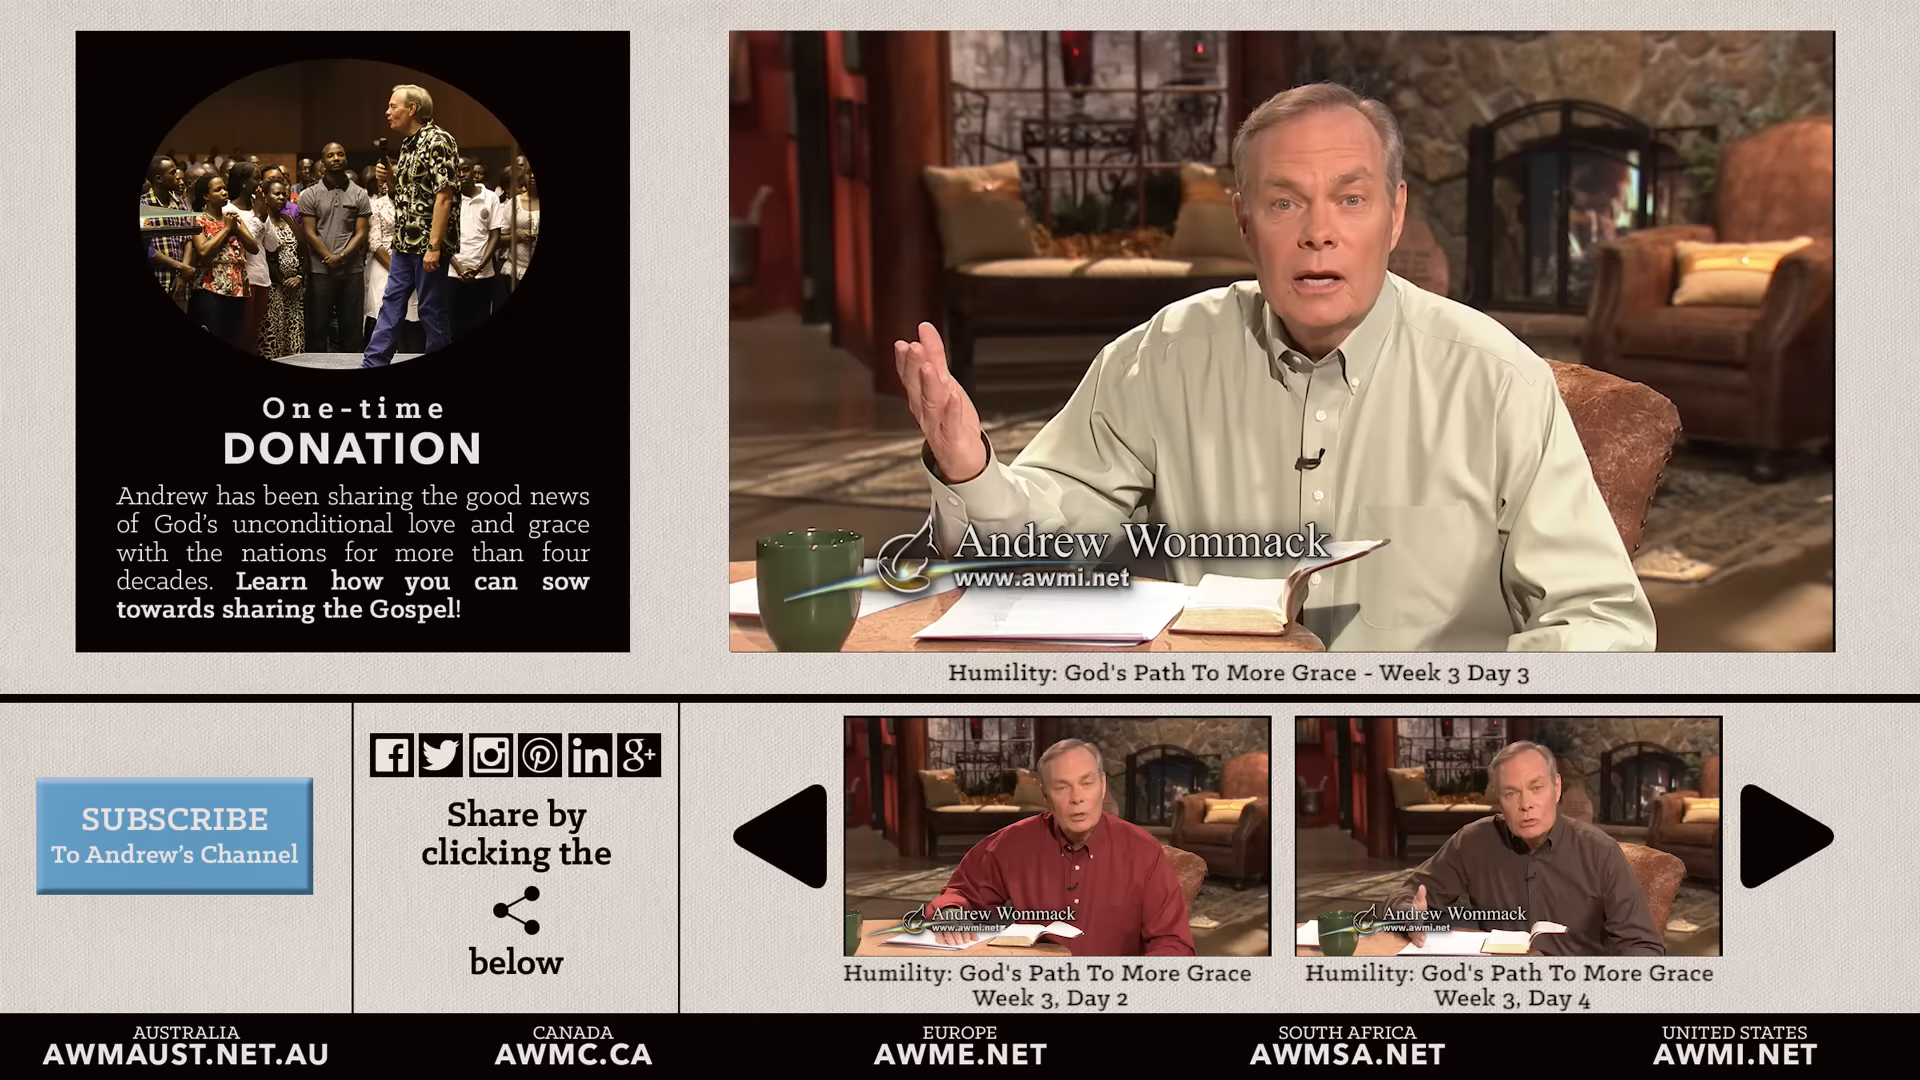 One-time
DONATION
Andrew has been sharing the good news
of God's unconditional love and grace
with the nations for more than four
decades. Learn how you can sow
towards sharing the Gospel!
Andrew Wommack
www.awmi.net
Humility: God's Path To More Grace - Week 3 Day 3
SUBSCRIBE
To Andrew's Channel
Share by
clicking the
below
Andrew Wommack
www.awmi.net
Humility: God's Path To More Grace
Week 3, Day 2
Andrew Wommack
www.awmi.net
Humility: God's Path To More Grace
Week 3, Day 4
AUSTRALIA
AWMAUST.NET.AU
CANADA
AWMC.CA
EUROPE
AWME.NET
SOUTH AFRICA
AWMSA.NET
UNITED STATES
AWMI.NET